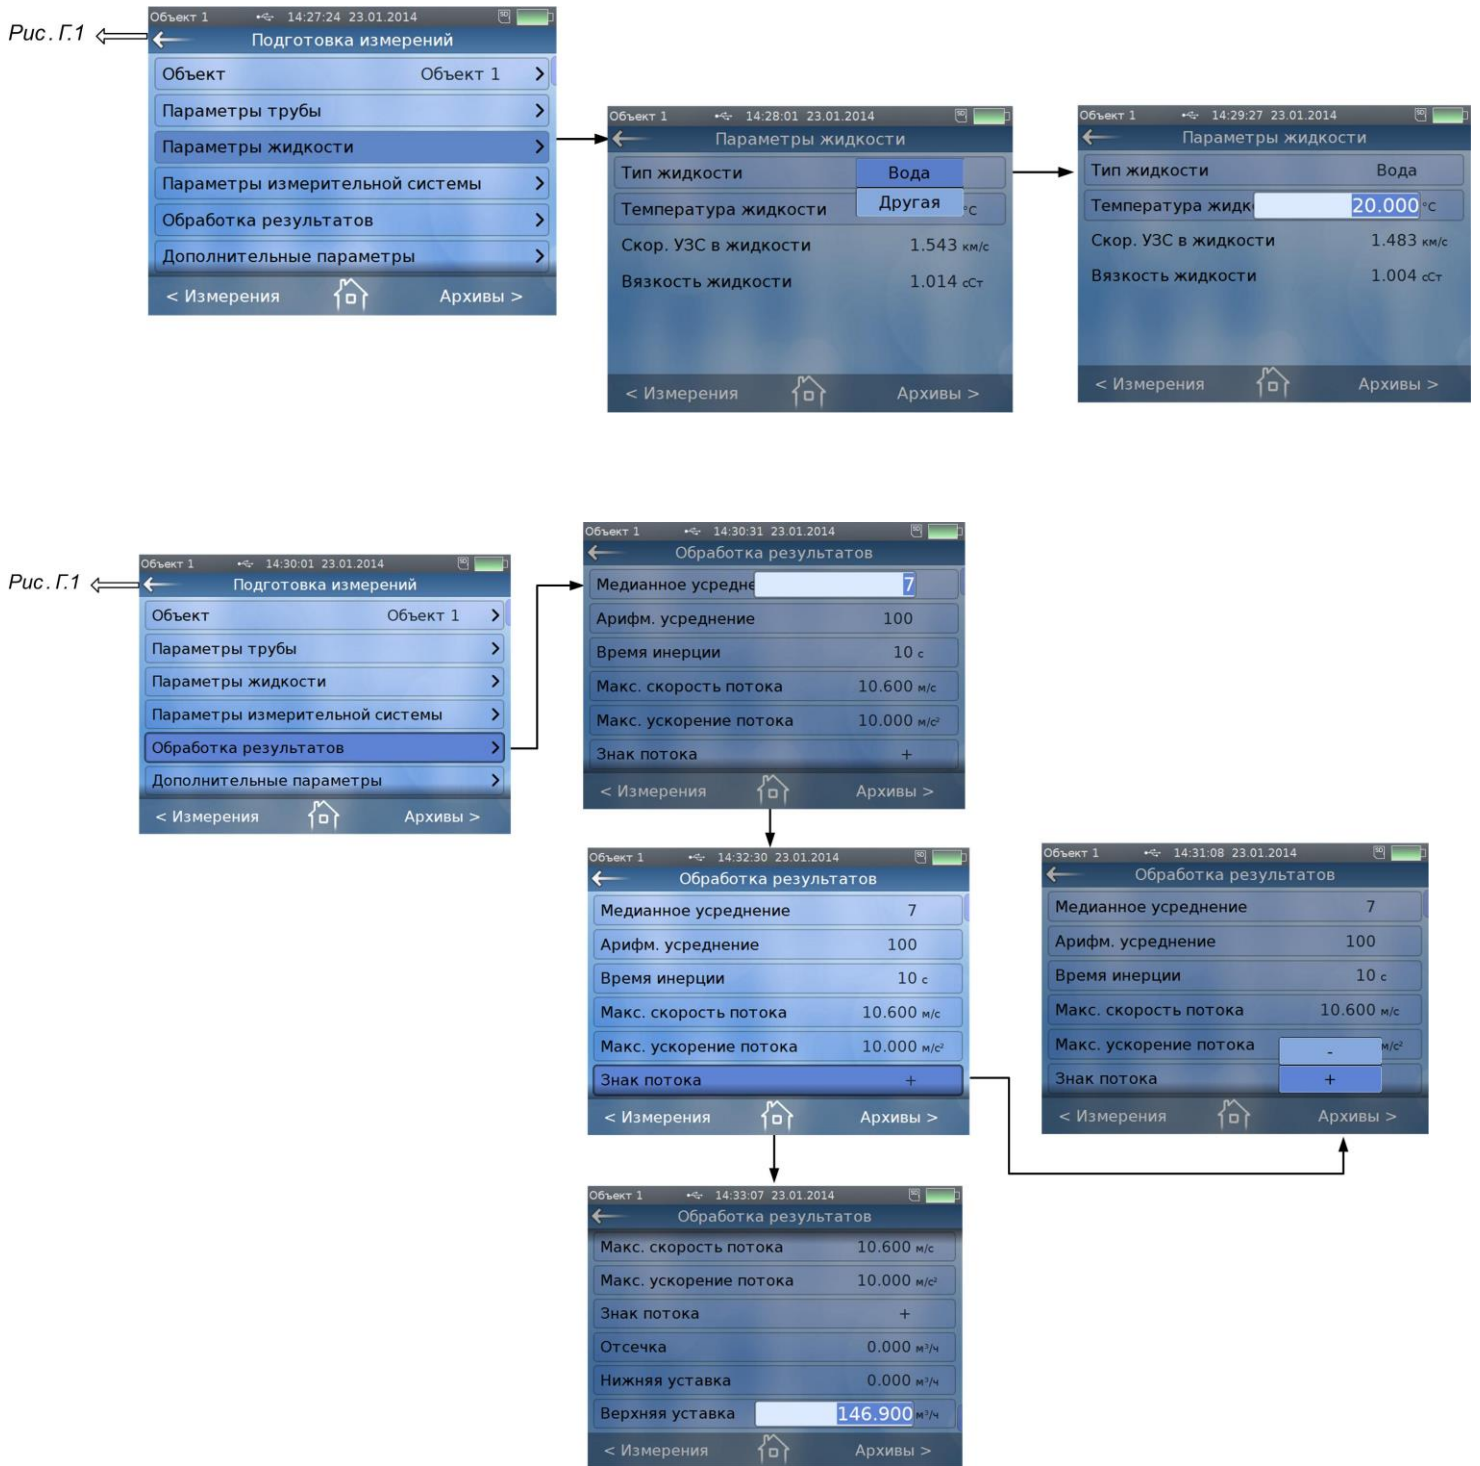 Рис. Г.1
Объект 1 14:27:24 23.01.2014
Подготовка измерений
Объект Объект 1 >
Параметры трубы >
Параметры жидкости >
Параметры измерительной системы >
Обработка результатов >
Дополнительные параметры >
< Измерения Архивы >
Объект 1 14:28:01 23.01.2014
Параметры жидкости
Тип жидкости Вода
Температура жидкости Другая °C
Скор. УЗС в жидкости 1.543 км/с
Вязкость жидкости 1.014 сСт
< Измерения Архивы >
Объект 1 14:29:27 23.01.2014
Параметры жидкости
Тип жидкости Вода
Температура жидк 20.000 °C
Скор. УЗС в жидкости 1.483 км/с
Вязкость жидкости 1.004 сСт
< Измерения Архивы >
Рис. Г.1
Объект 1 14:30:01 23.01.2014
Подготовка измерений
Объект Объект 1 >
Параметры трубы >
Параметры жидкости >
Параметры измерительной системы >
Обработка результатов >
Дополнительные параметры >
< Измерения Архивы >
Объект 1 14:30:31 23.01.2014
Обработка результатов
Медианное усредне 7
Арифм. усреднение 100
Время инерции 10 с
Макс. скорость потока 10.600 м/с
Макс. ускорение потока 10.000 м/с²
Знак потока +
< Измерения Архивы >
Объект 1 14:32:30 23.01.2014
Обработка результатов
Медианное усреднение 7
Арифм. усреднение 100
Время инерции 10 с
Макс. скорость потока 10.600 м/с
Макс. ускорение потока 10.000 м/с²
Знак потока +
< Измерения Архивы >
Объект 1 14:31:08 23.01.2014
Обработка результатов
Медианное усреднение 7
Арифм. усреднение 100
Время инерции 10 с
Макс. скорость потока 10.600 м/с
Макс. ускорение потока - м/с²
Знак потока +
< Измерения Архивы >
Объект 1 14:33:07 23.01.2014
Обработка результатов
Макс. скорость потока 10.600 м/с
Макс. ускорение потока 10.000 м/с²
Знак потока +
Отсечка 0.000 м³/ч
Нижняя уставка 0.000 м³/ч
Верхняя уставка 146.900 м³/ч
< Измерения Архивы >